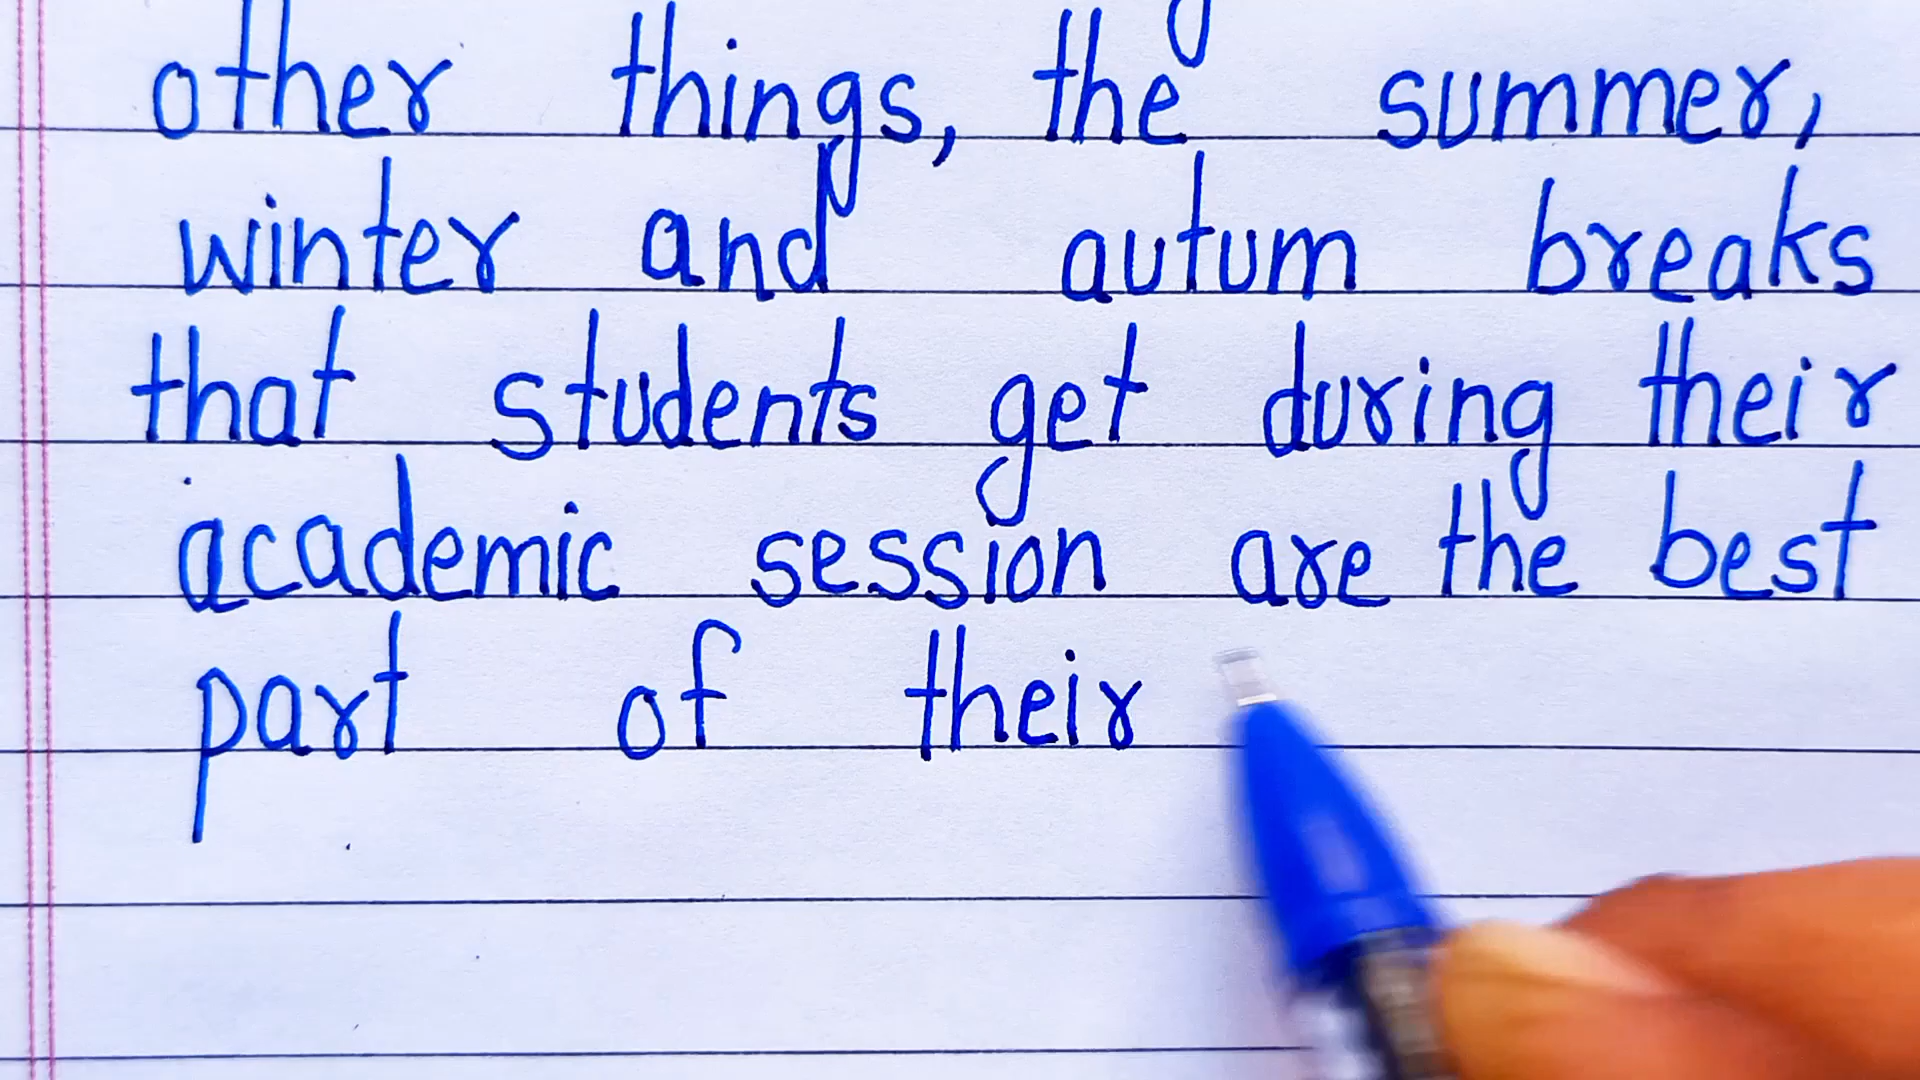 other things, the summer,
winter and autum breaks
that students get during their
academic session are the best
part of their